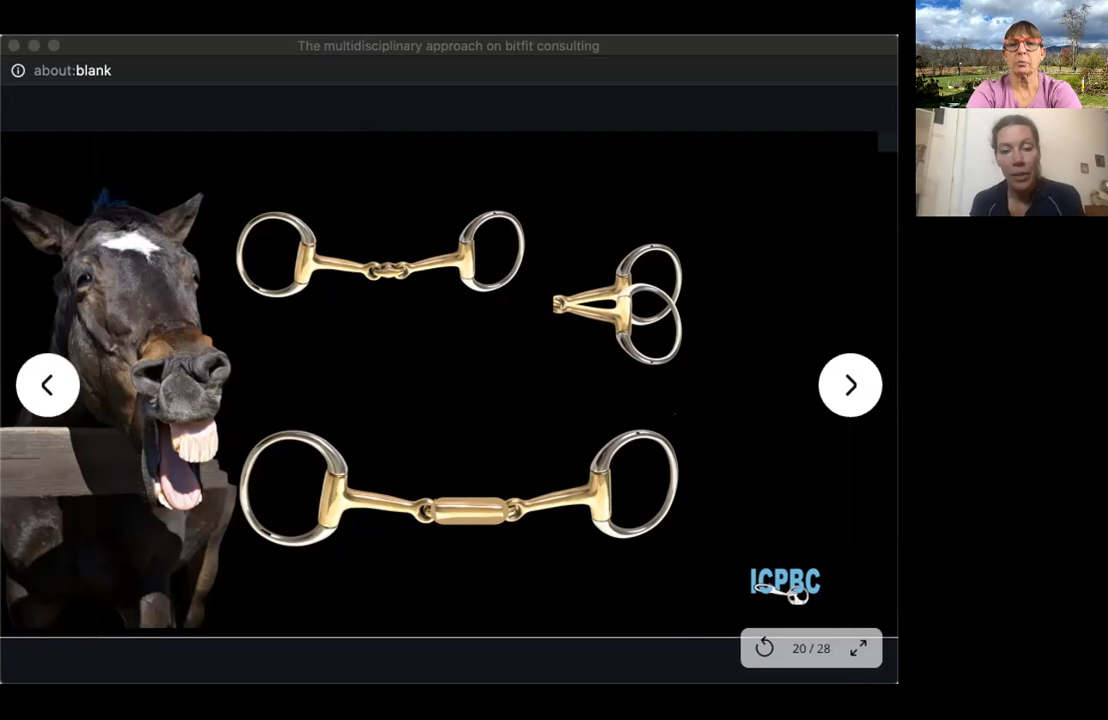 The multidisciplinary approach on bitfit consulting
about:blank
ICPBC
20 / 28